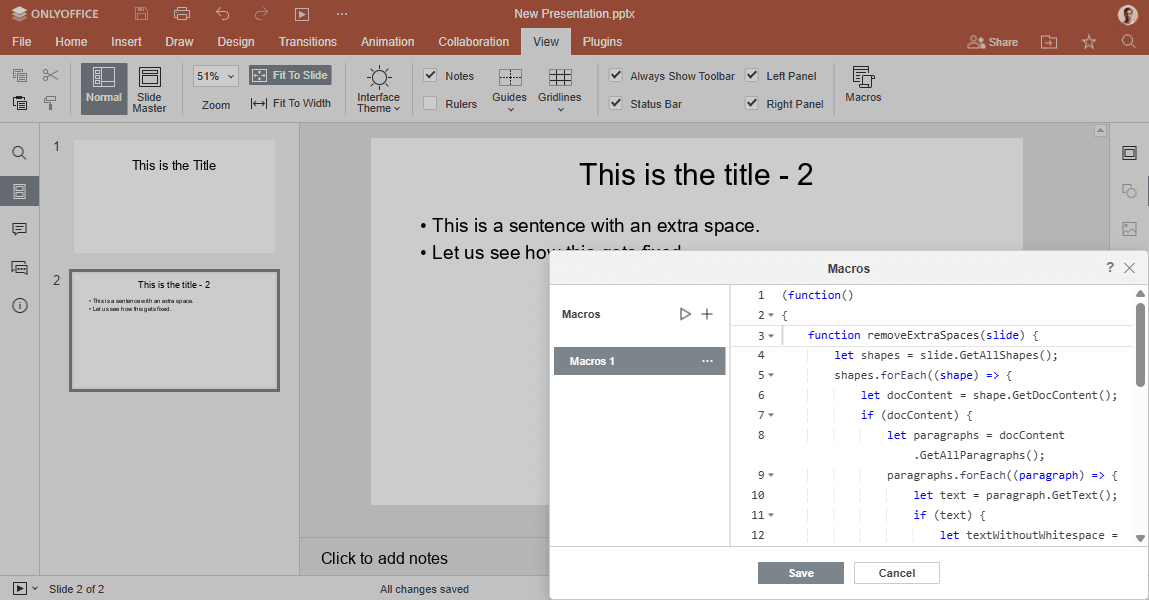 ONLYOFFICE
New Presentation.pptx
File Home Insert Draw Design Transitions Animation Collaboration View Plugins Share
Normal
Slide Master
51%
Zoom
Fit To Slide
Fit To Width
Interface Theme
Notes
Rulers
Guides
Gridlines
Always Show Toolbar
Status Bar
Left Panel
Right Panel
Macros
1
This is the Title
2
This is the title - 2
• This is a sentence with an extra space.
• Let us see how this gets fixed.
This is the title - 2
• This is a sentence with an extra space.
• Let us see how this gets fixed.
Click to add notes
Macros
?
Macros
Macros 1
1 (function()
2 {
3 function removeExtraSpaces(slide) {
4 let shapes = slide.GetAllShapes();
5 shapes.forEach((shape) => {
6 let docContent = shape.GetDocContent();
7 if (docContent) {
8 let paragraphs = docContent
.GetAllParagraphs();
9 paragraphs.forEach((paragraph) => {
10 let text = paragraph.GetText();
11 if (text) {
12 let textWithoutWhitespace =
Save
Cancel
Slide 2 of 2
All changes saved